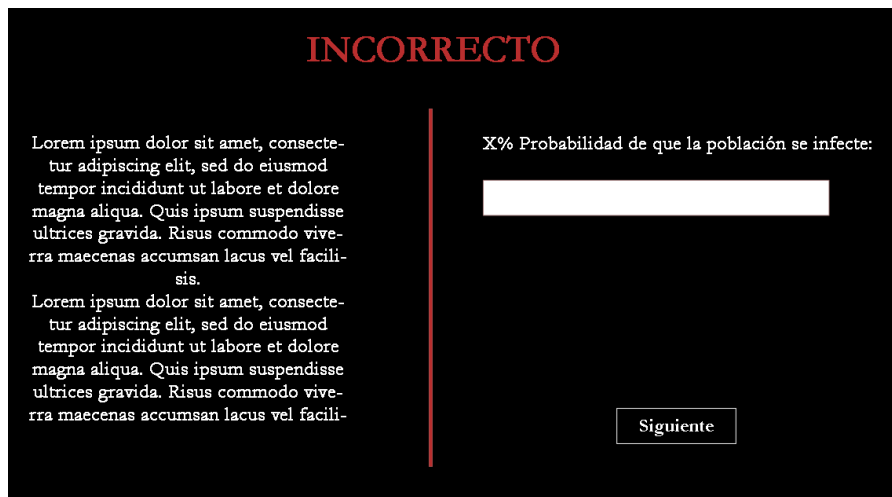 INCORRECTO
Lorem ipsum dolor sit amet, consecte-
tur adipiscing elit, sed do eiusmod
tempor incididunt ut labore et dolore
magna aliqua. Quis ipsum suspendisse
ultrices gravida. Risus commodo vive-
rra maecenas accumsan lacus vel facili-
sis.
Lorem ipsum dolor sit amet, consecte-
tur adipiscing elit, sed do eiusmod
tempor incididunt ut labore et dolore
magna aliqua. Quis ipsum suspendisse
ultrices gravida. Risus commodo vive-
rra maecenas accumsan lacus vel facili-
X% Probabilidad de que la población se infecte:
Siguiente